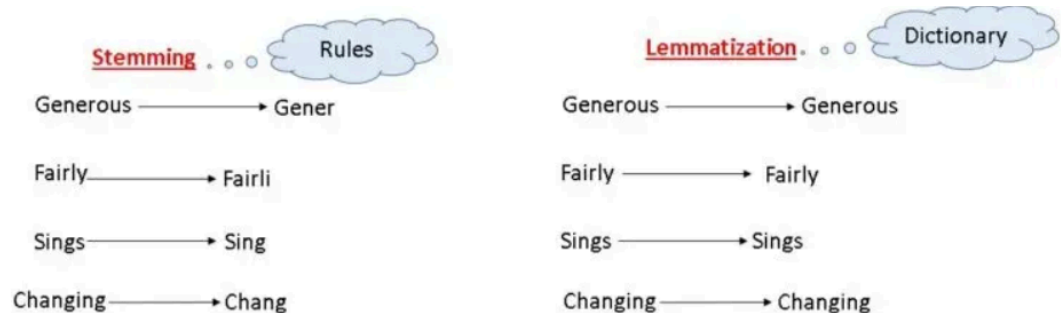 Stemming
Rules
Generous Gener
Fairly Fairli
Sings Sing
Changing Chang
Lemmatization
Dictionary
Generous Generous
Fairly Fairly
Sings Sings
Changing Changing